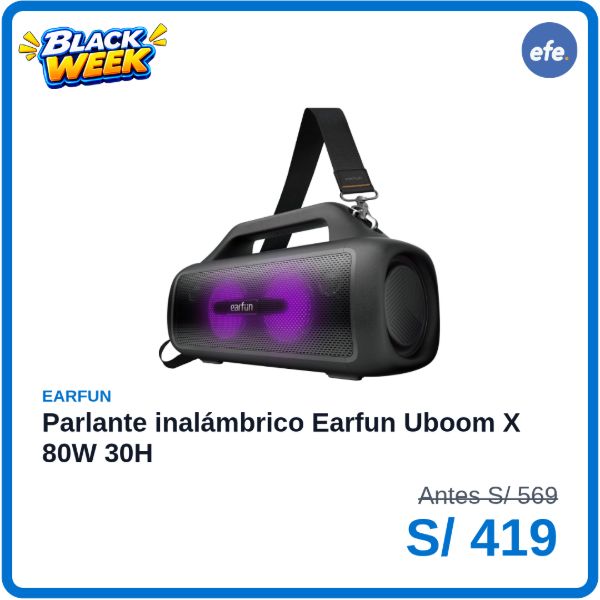 BLACK
WEEK
efe.
earfun
EARFUN
Parlante inalámbrico Earfun Uboom X
80W 30H
Antes S/ 569
S/ 419